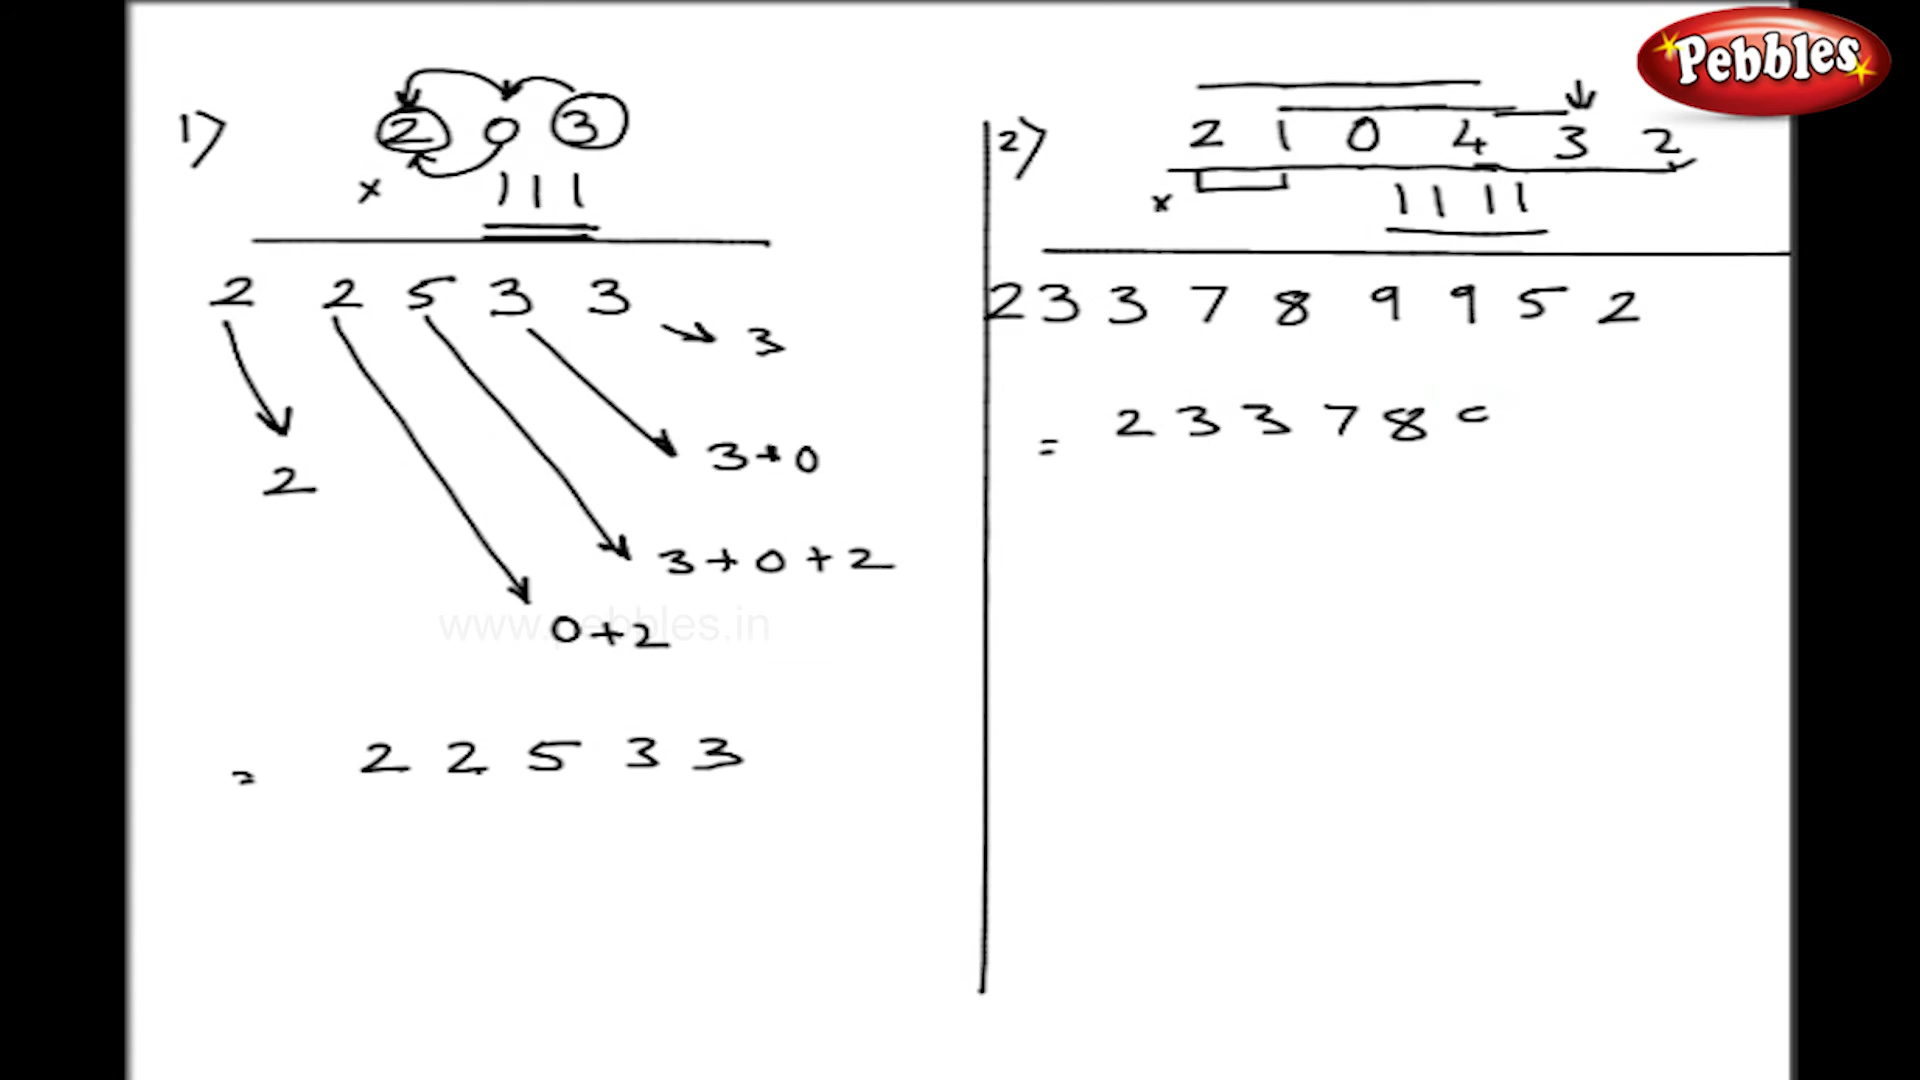 Pebbles
1) 2 0 3
x 111
2 2 5 3 3
3
2
3+0
3+0+2
0+2
www.pebbles.in
= 2 2 5 3 3
2) 2 1 0 4 3 2
x 1111
2 3 3 7 8 9 9 5 2
= 2 3 3 7 8